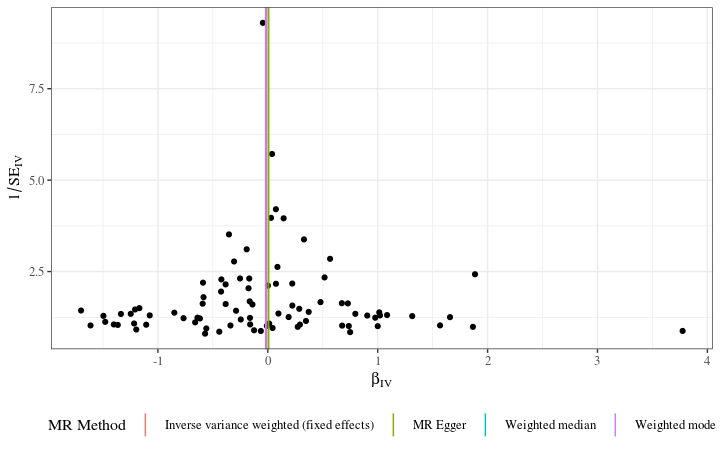 7.5
5.0
2.5
1/SE_IV
-1
0
1
2
3
4
β_IV
MR Method
Inverse variance weighted (fixed effects)
MR Egger
Weighted median
Weighted mode